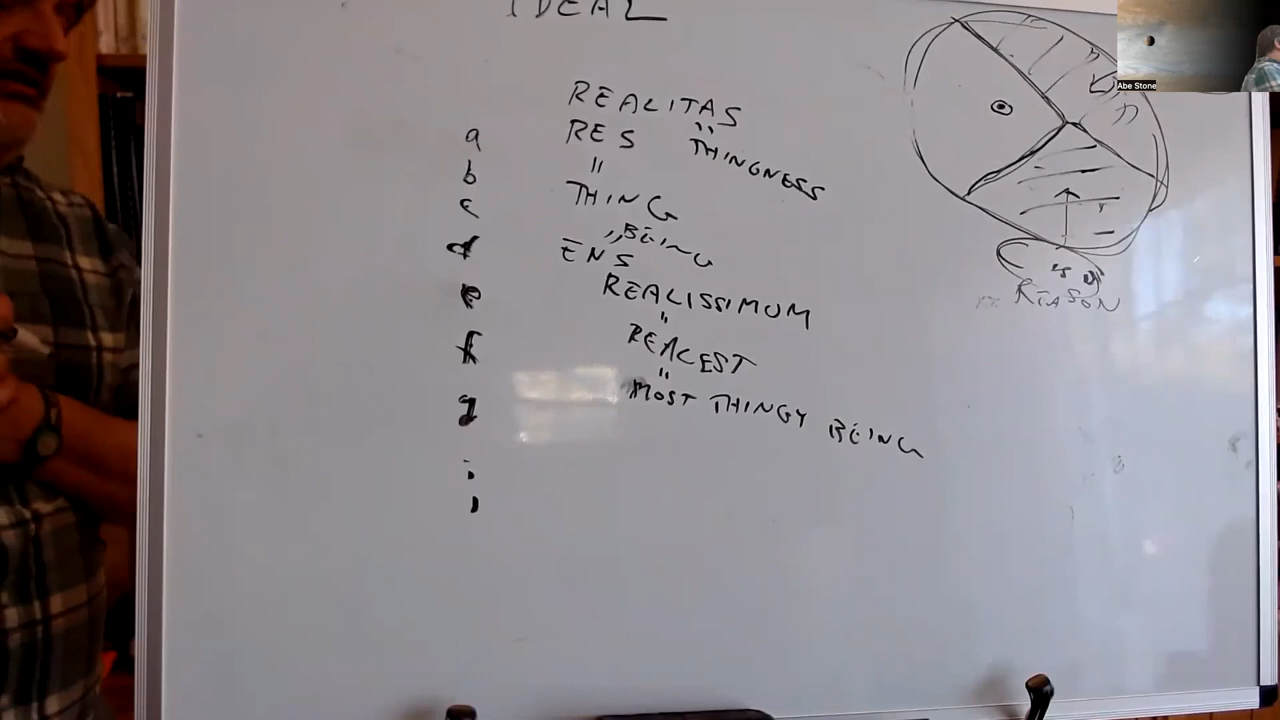 IDEAL
REALITAS
a RES " THINGNESS
b "
c THING
" BEING
d ENS
e REALISSIMUM
"
f REALEST
"
g MOST THINGY BEING
i
j
REASON
Abe Stone